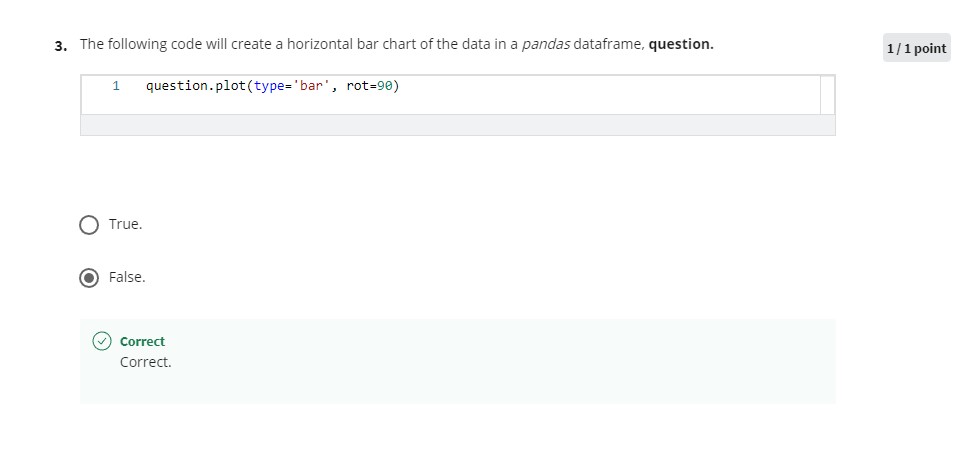 3. The following code will create a horizontal bar chart of the data in a pandas dataframe, question.
1/1 point
1 question.plot(type='bar', rot=90)
True.
False.
Correct
Correct.